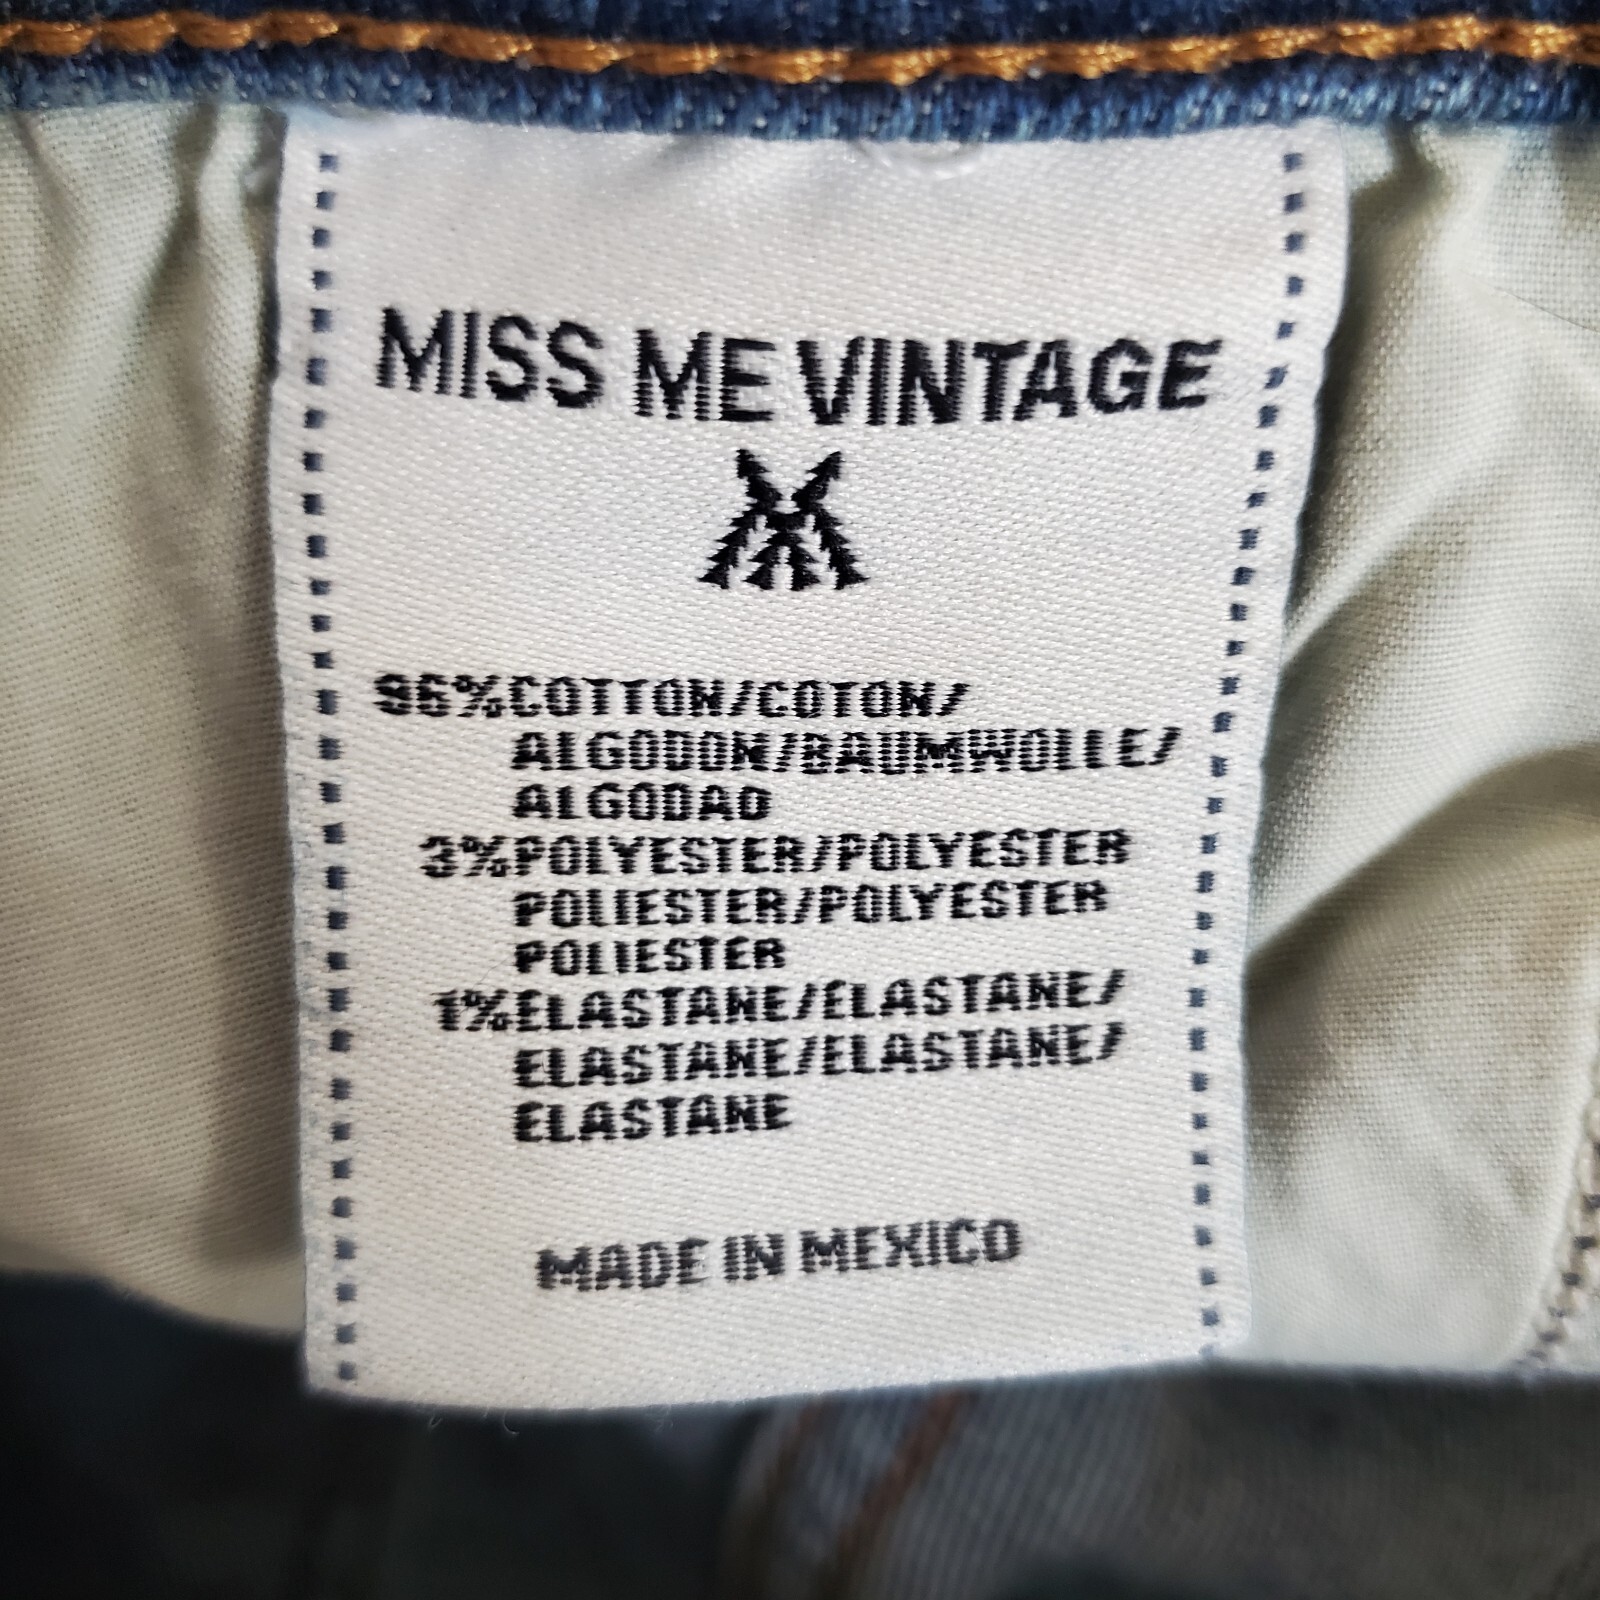 MISS ME VINTAGE
96% COTTON/COTON/
ALGODON/BAUMWOLLE/
ALGODAO
3% POLYESTER/POLYESTER
POLIESTER/POLYESTER
POLIESTER
1% ELASTANE/ELASTANE/
ELASTANE/ELASTANE/
ELASTANE
MADE IN MEXICO